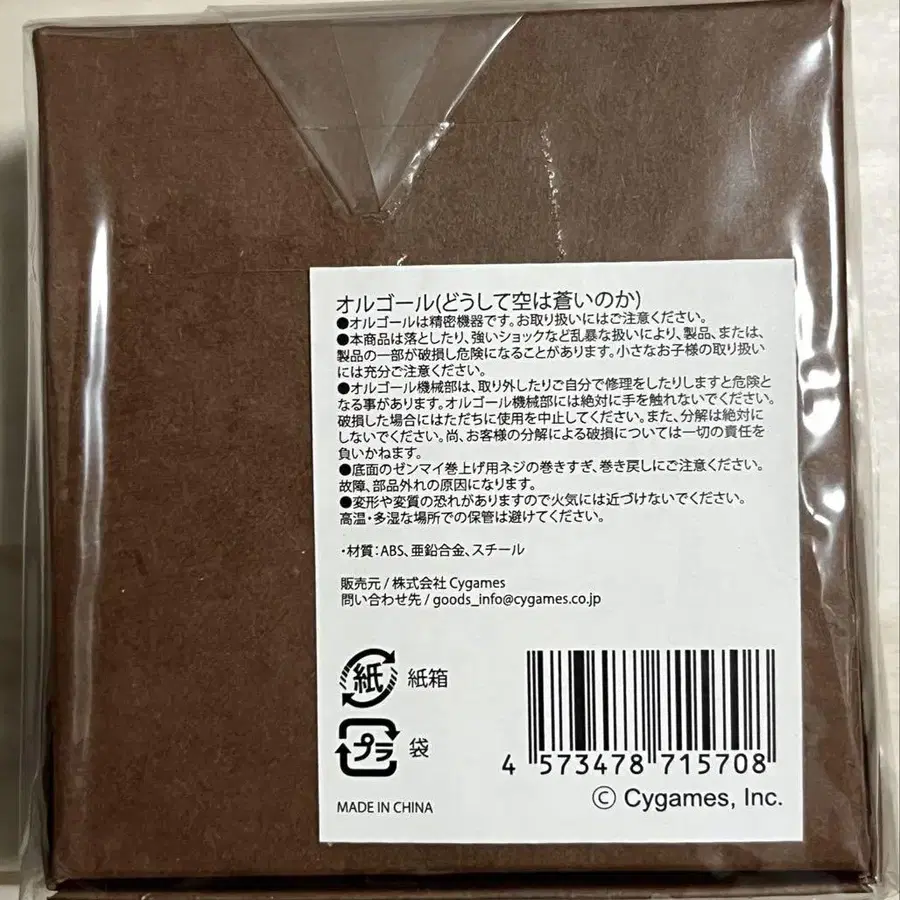 オルゴール(どうして空は蒼いのか)
●オルゴールは精密機器です。お取り扱いにはご注意ください。
●本商品は落としたり、強いショックなど乱暴な扱いにより、製品、または、
製品の一部が破損し危険になることがあります。小さなお子様の取り扱い
には充分ご注意ください。
●オルゴール機械部は、取り外したりご自分で修理をしたりしますと危険と
なる事があります。オルゴール機械部には絶対に手を触れないでください。
破損した場合にはただちに使用を中止してください。また、分解は絶対に
しないでください。尚、お客様の分解による破損については一切の責任を
負いかねます。
●底面のゼンマイ巻上げ用ネジの巻きすぎ、巻き戻しにご注意ください。
故障、部品外れの原因になります。
●変形や変質の恐れがありますので火気には近づけないでください。
高温・多湿な場所での保管は避けてください。
・材質：ABS、亜鉛合金、スチール
販売元 / 株式会社 Cygames
問い合わせ先 / goods_info@cygames.co.jp
紙 紙箱
プラ 袋
4 573478 715708
MADE IN CHINA
© Cygames, Inc.